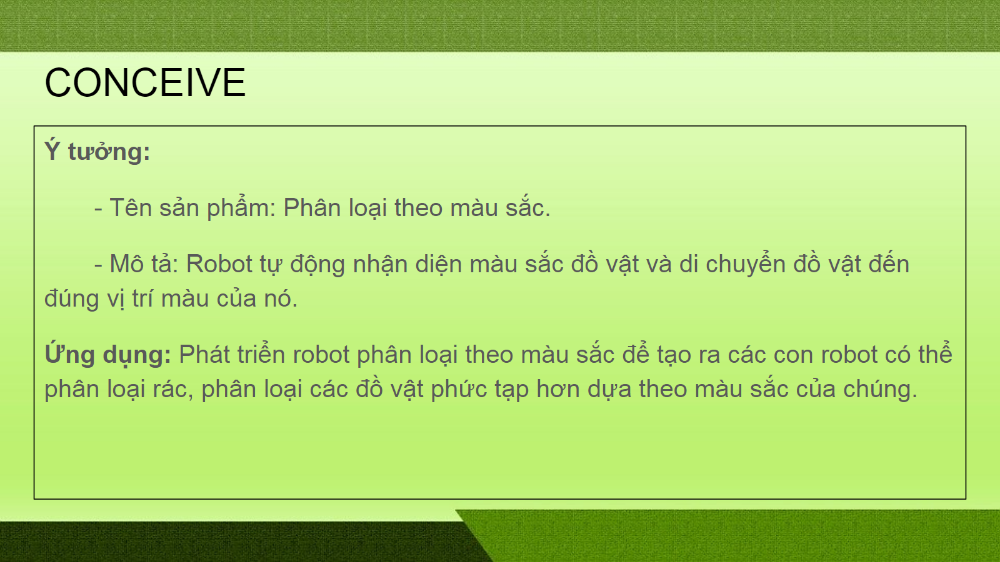 CONCEIVE
Ý tưởng:
- Tên sản phẩm: Phân loại theo màu sắc.
- Mô tả: Robot tự động nhận diện màu sắc đồ vật và di chuyển đồ vật đến
đúng vị trí màu của nó.
Ứng dụng: Phát triển robot phân loại theo màu sắc để tạo ra các con robot có thể
phân loại rác, phân loại các đồ vật phức tạp hơn dựa theo màu sắc của chúng.